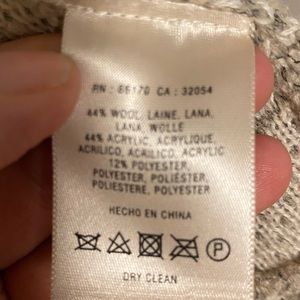 RN : 66170 CA : 32054
44% WOOL, LAINE, LANA,
LANA, WOLLE
44% ACRYLIC, ACRYLIQUE,
ACRILICO, ACRILICO, ACRYL
12% POLYESTER,
POLYESTER, POLIÉSTER,
POLIESTERE, POLYESTER
HECHO EN CHINA
P
DRY CLEAN